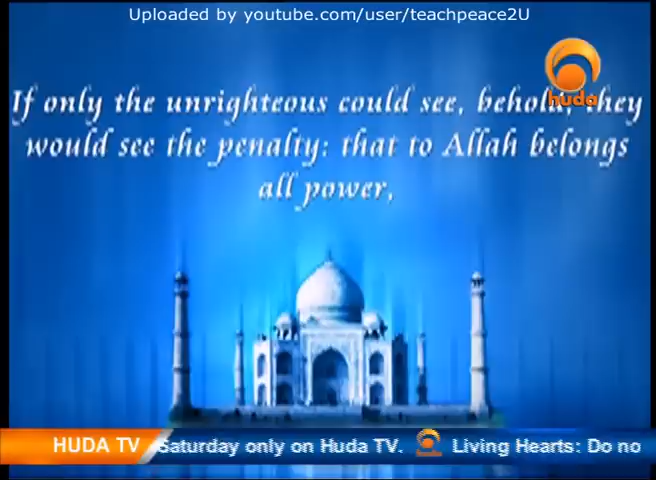 Uploaded by youtube.com/user/teachpeace2U
huda
If only the unrighteous could see, behold, they
would see the penalty: that to Allah belongs
all power,
HUDA TV Saturday only on Huda TV. Living Hearts: Do no